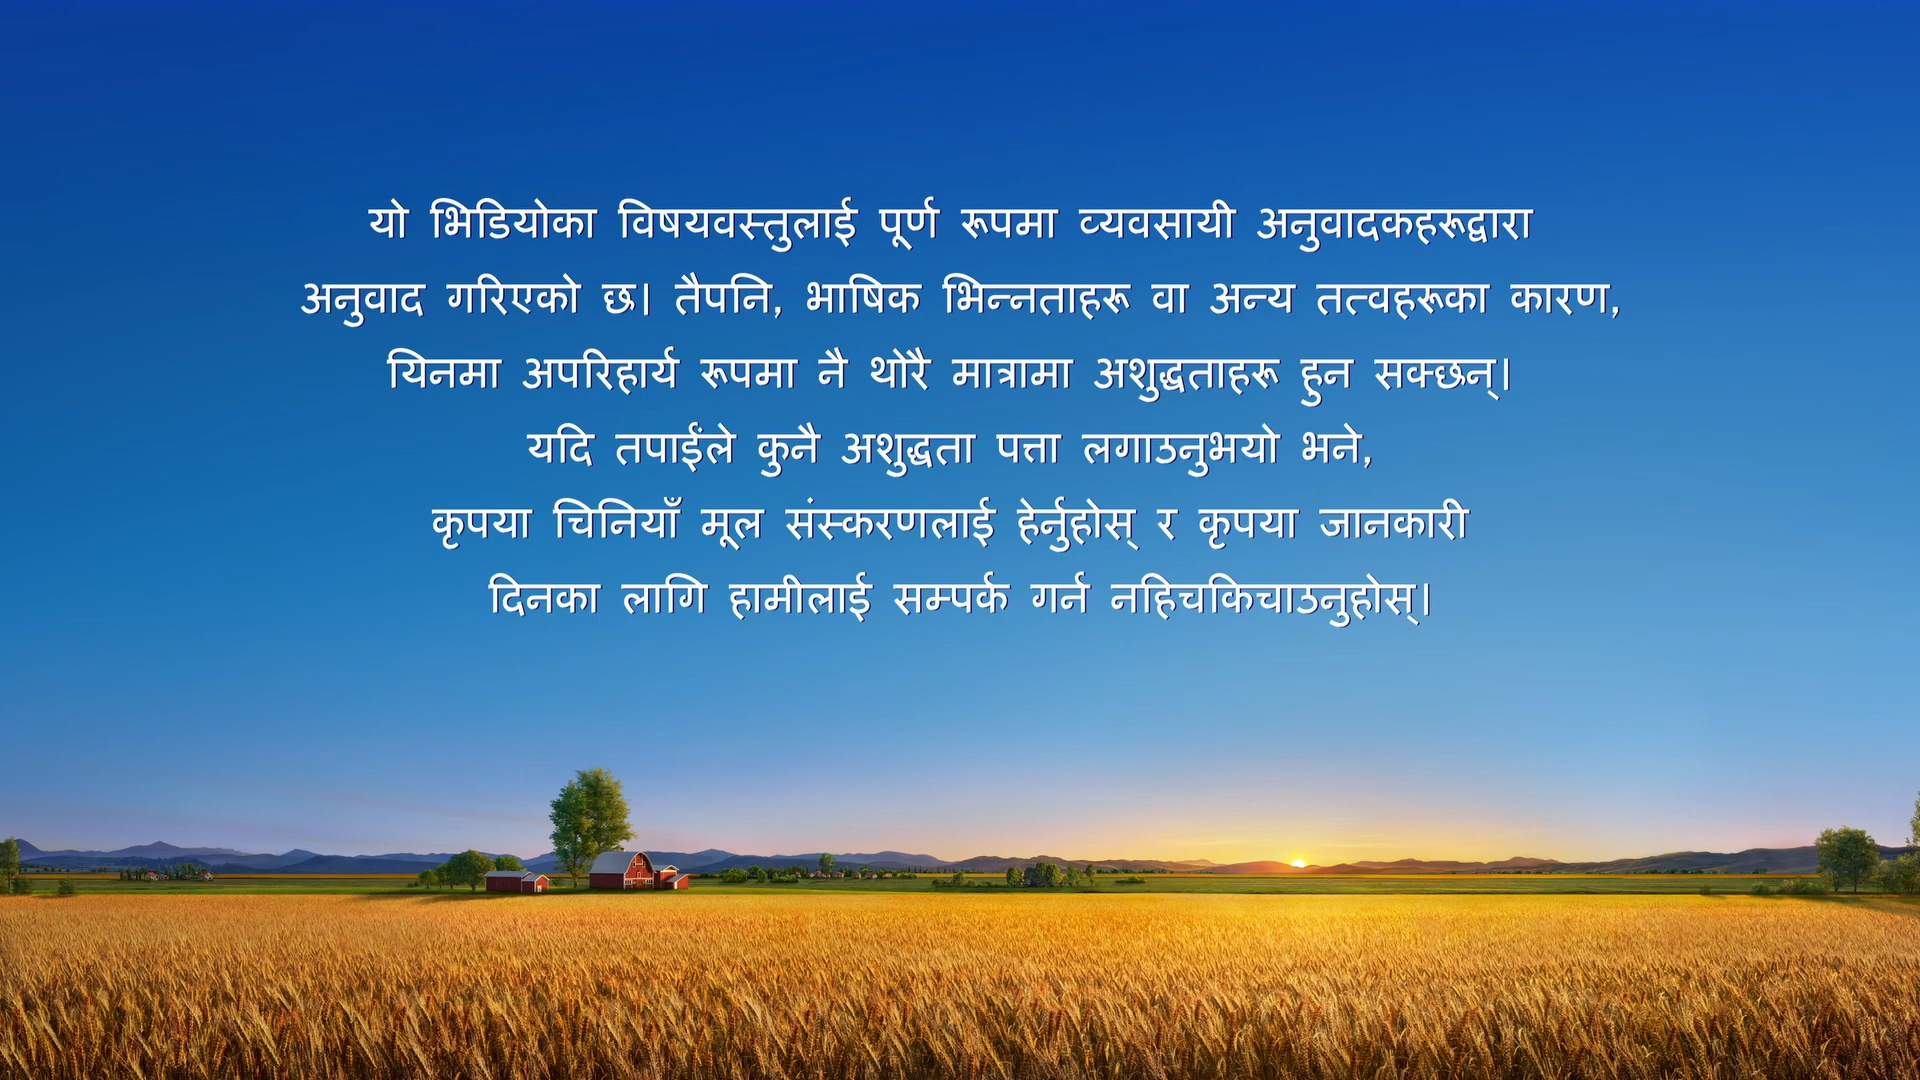 यो भिडियोका विषयवस्तुलाई पूर्ण रूपमा व्यवसायी अनुवादकहरूद्वारा
अनुवाद गरिएको छ। तैपनि, भाषिक भिन्नताहरू वा अन्य तत्वहरूका कारण,
यिनमा अपरिहार्य रूपमा नै थोरै मात्रामा अशुद्धताहरू हुन सक्छन्।
यदि तपाईंले कुनै अशुद्धता पत्ता लगाउनुभयो भने,
कृपया चिनियाँ मूल संस्करणलाई हेर्नुहोस् र कृपया जानकारी
दिनका लागि हामीलाई सम्पर्क गर्न नहिचकिचाउनुहोस्।